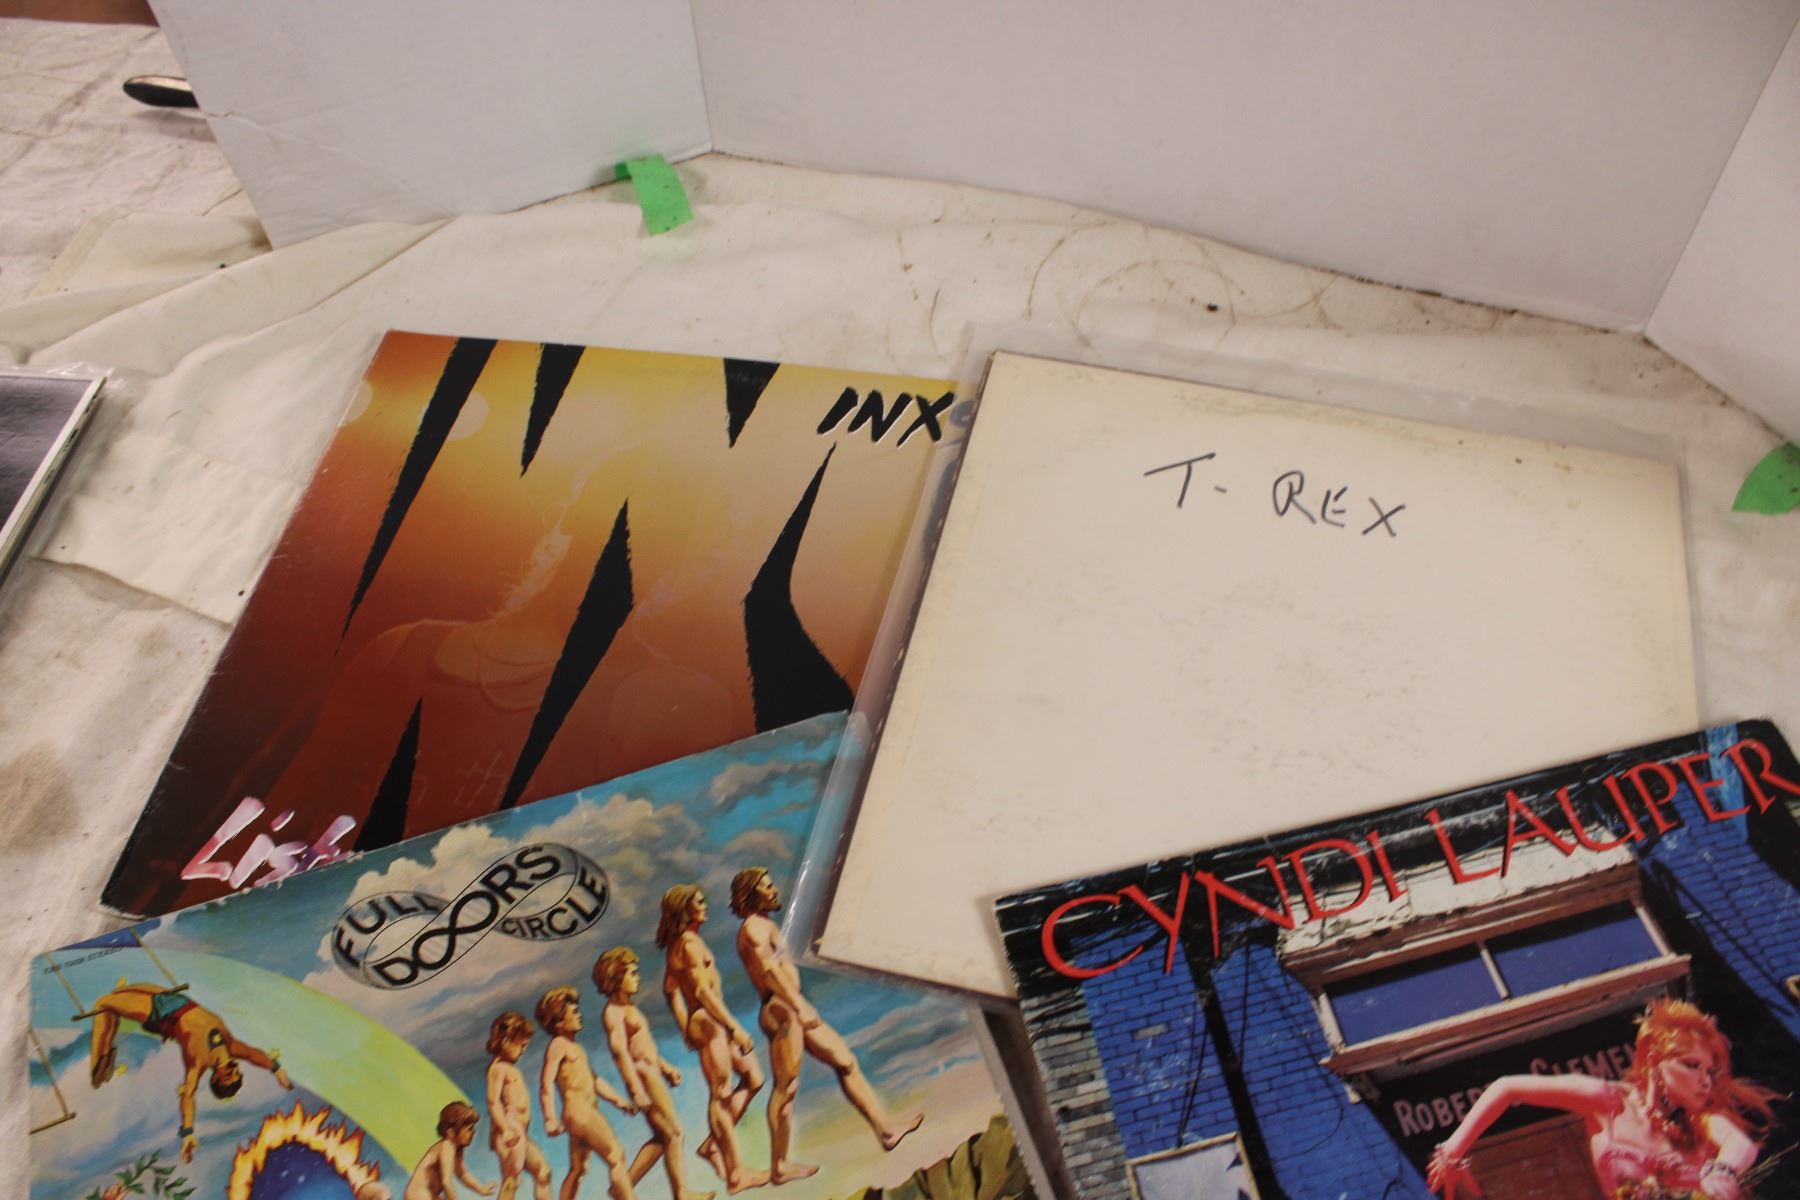 INX
T- REX
Lis
FULL
DOORS
CIRCLE
CYNDI LAUPER
ROBE
CLEMEN